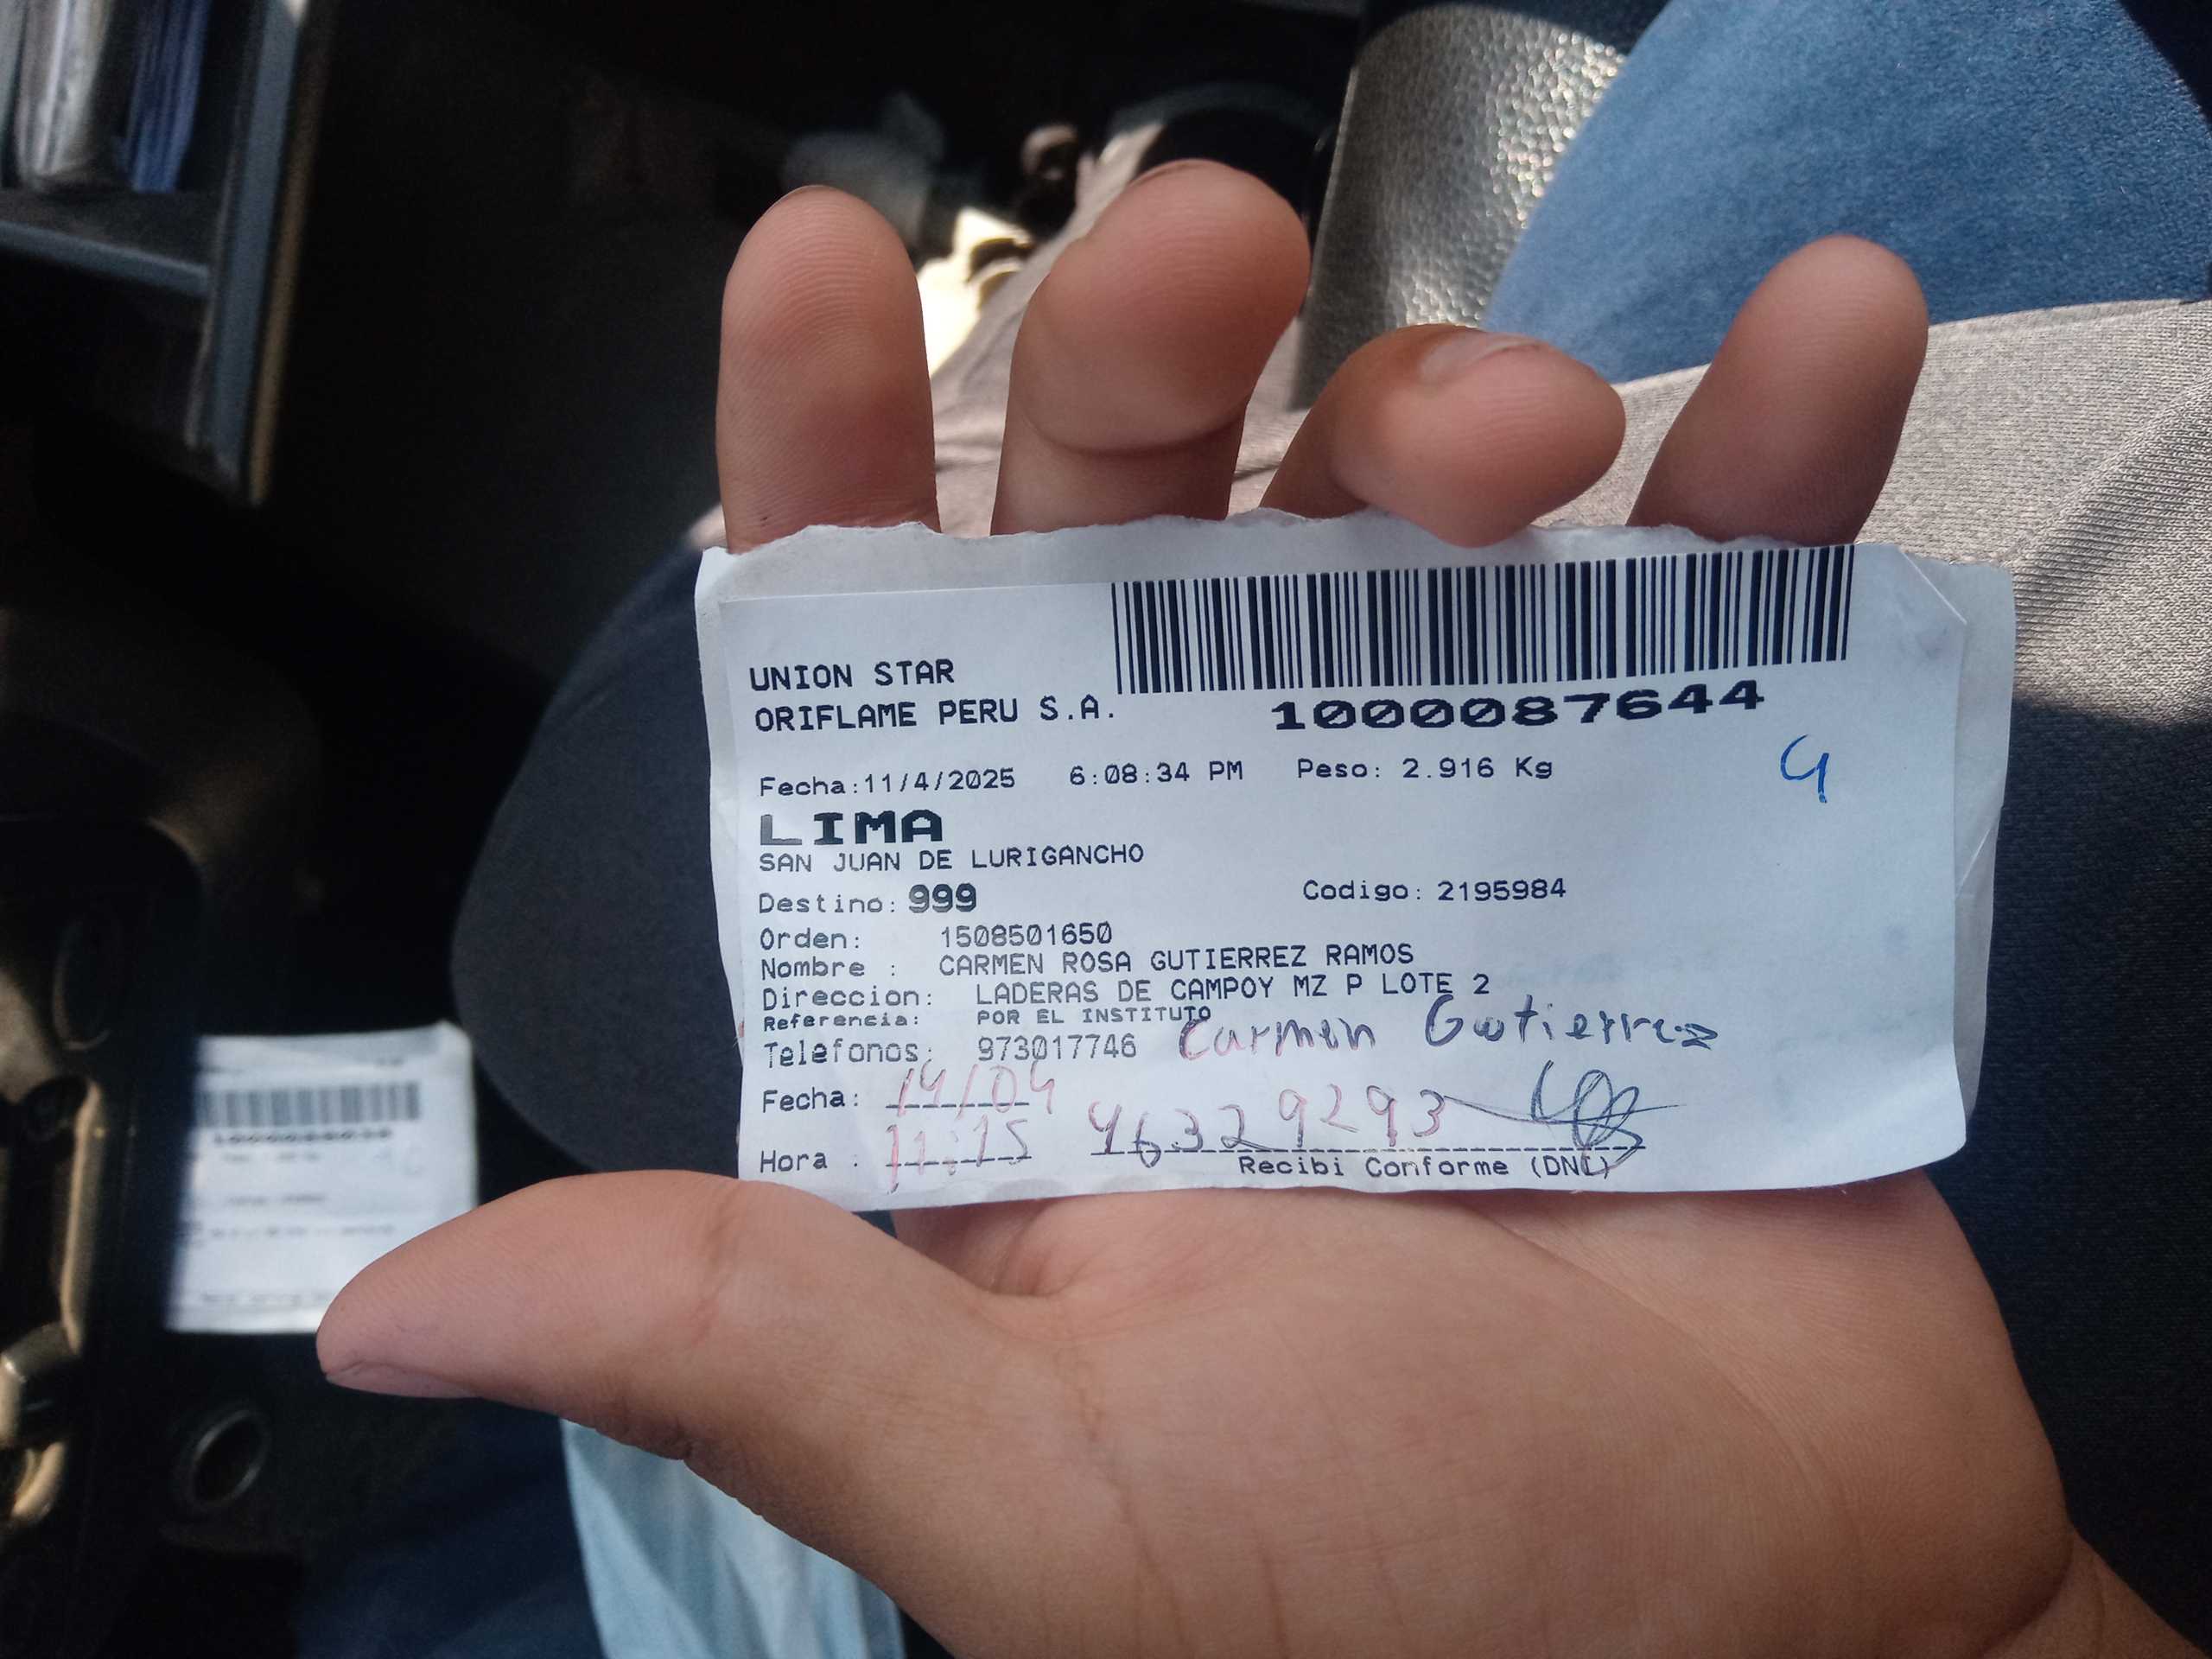 UNION STAR
ORIFLAME PERU S.A.
1000087644
Fecha:11/4/2025 6:08:34 PM Peso: 2.916 Kg
9
LIMA
SAN JUAN DE LURIGANCHO
Destino: 999 Codigo: 2195984
Orden: 1508501650
Nombre : CARMEN ROSA GUTIERREZ RAMOS
Direccion: LADERAS DE CAMPOY MZ P LOTE 2
Referencia: POR EL INSTITUTO
Telefonos: 973017746 Carmen Gutierrez
Fecha: 14/04
Hora : 11:15 46329293
Recibi Conforme (DNI)